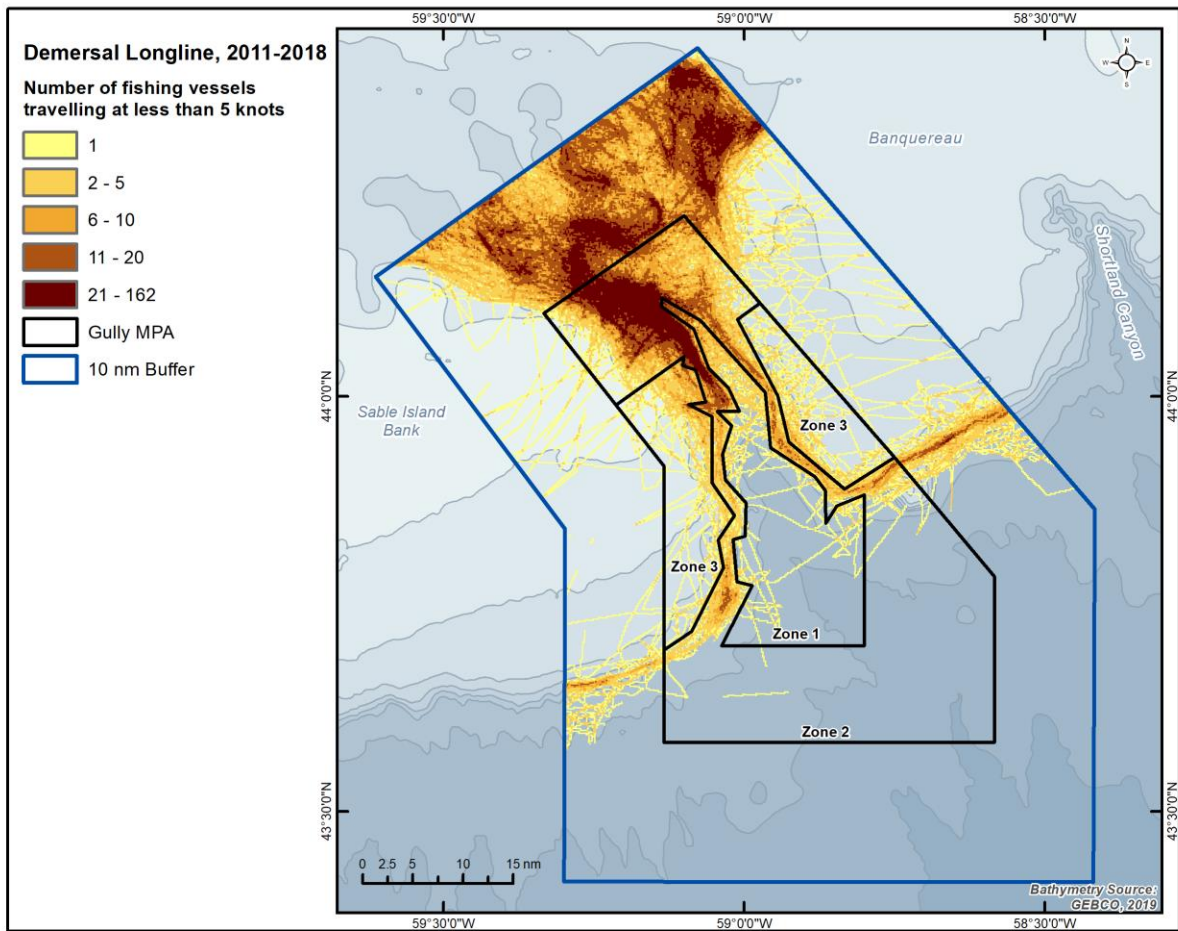 Demersal Longline, 2011-2018
Number of fishing vessels
travelling at less than 5 knots
1
2 - 5
6 - 10
11 - 20
21 - 162
Gully MPA
10 nm Buffer
59°30'0"W
59°0'0"W
58°30'0"W
N
W
E
S
Banquereau
Shortland Canyon
44°0'0"N
44°0'0"N
Sable Island
Bank
Zone 3
Zone 3
Zone 1
Zone 2
43°30'0"N
43°30'0"N
0 2.5 5 10 15 nm
Bathymetry Source:
GEBCO, 2019
59°30'0"W
59°0'0"W
58°30'0"W